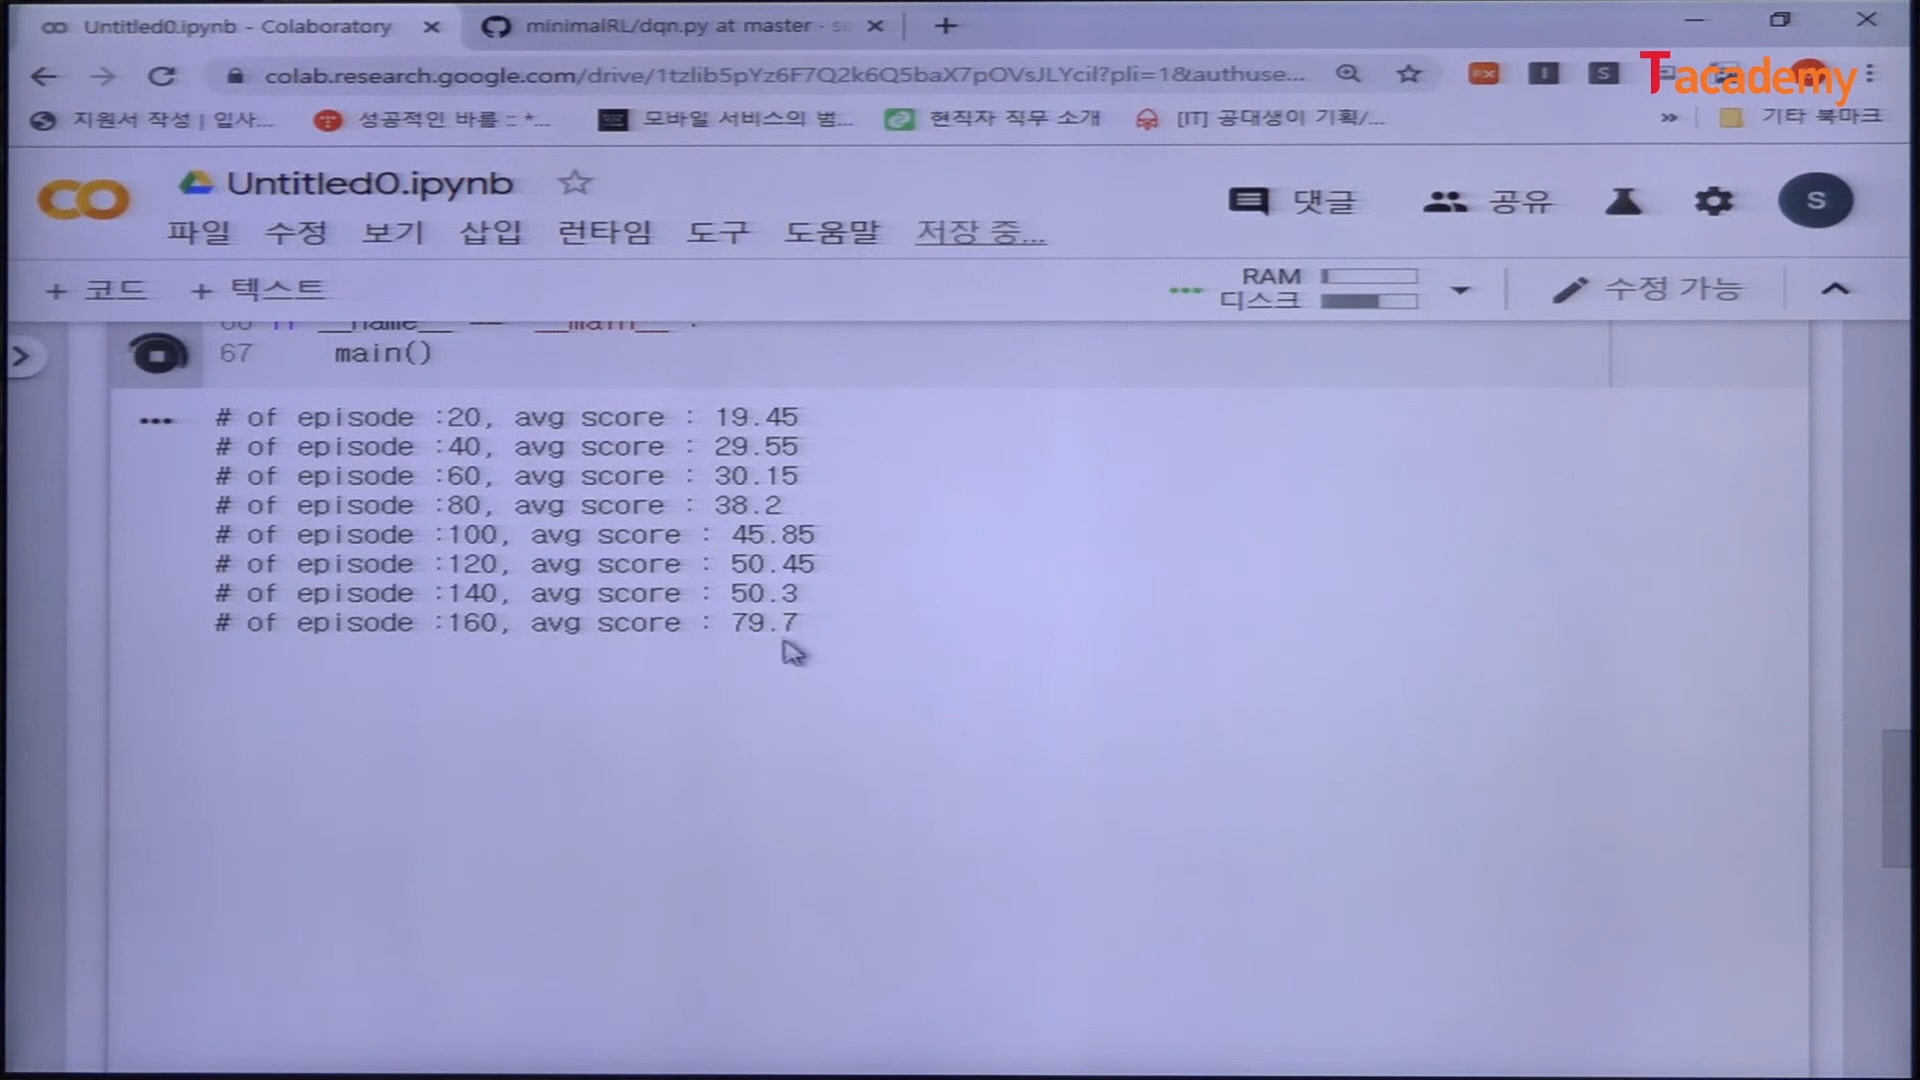 Untitled0.ipynb - Colaboratory
minimalRL/dqn.py at master · s
colab.research.google.com/drive/1tzlib5pYz6F7Q2k6Q5baX7pOVsJLYcil?pli=1&authuse...
Tacademy
지원서 작성 | 입사...
성공적인 바름 :: *...
모바일 서비스의 범...
현직자 직무 소개
[IT] 공대생이 기획/...
»
기타 북마크
CO
Untitled0.ipynb
댓글
공유
S
파일 수정 보기 삽입 런타임 도구 도움말 저장 중...
+ 코드 + 텍스트
RAM
디스크
수정 가능
67 main()
# of episode :20, avg score : 19.45
# of episode :40, avg score : 29.55
# of episode :60, avg score : 30.15
# of episode :80, avg score : 38.2
# of episode :100, avg score : 45.85
# of episode :120, avg score : 50.45
# of episode :140, avg score : 50.3
# of episode :160, avg score : 79.7